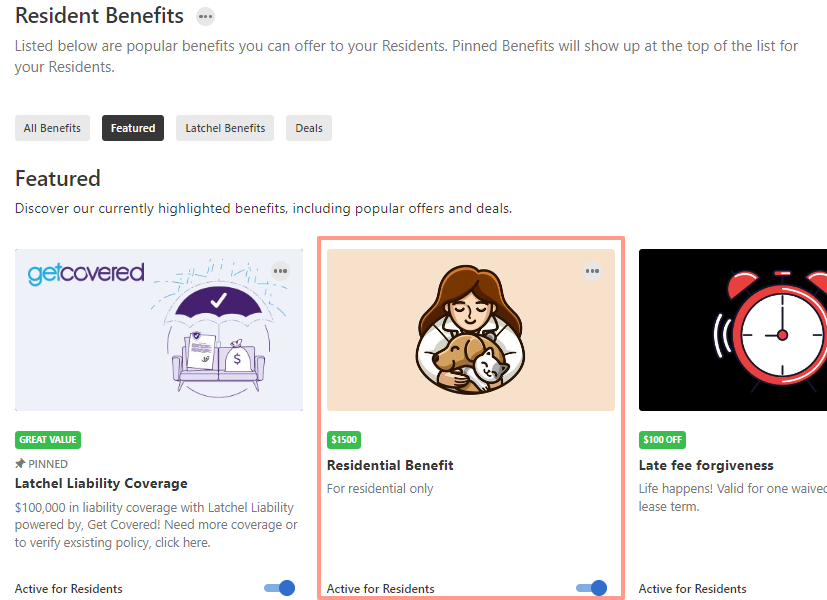 Resident Benefits
Listed below are popular benefits you can offer to your Residents. Pinned Benefits will show up at the top of the list for
your Residents.
All Benefits
Featured
Latchel Benefits
Deals
Featured
Discover our currently highlighted benefits, including popular offers and deals.
getcovered
$
GREAT VALUE
PINNED
Latchel Liability Coverage
$100,000 in liability coverage with Latchel Liability
powered by, Get Covered! Need more coverage or
to verify exsisting policy, click here.
Active for Residents
$1500
Residential Benefit
For residential only
Active for Residents
$100 OFF
Late fee forgiveness
Life happens! Valid for one waived
lease term.
Active for Residents